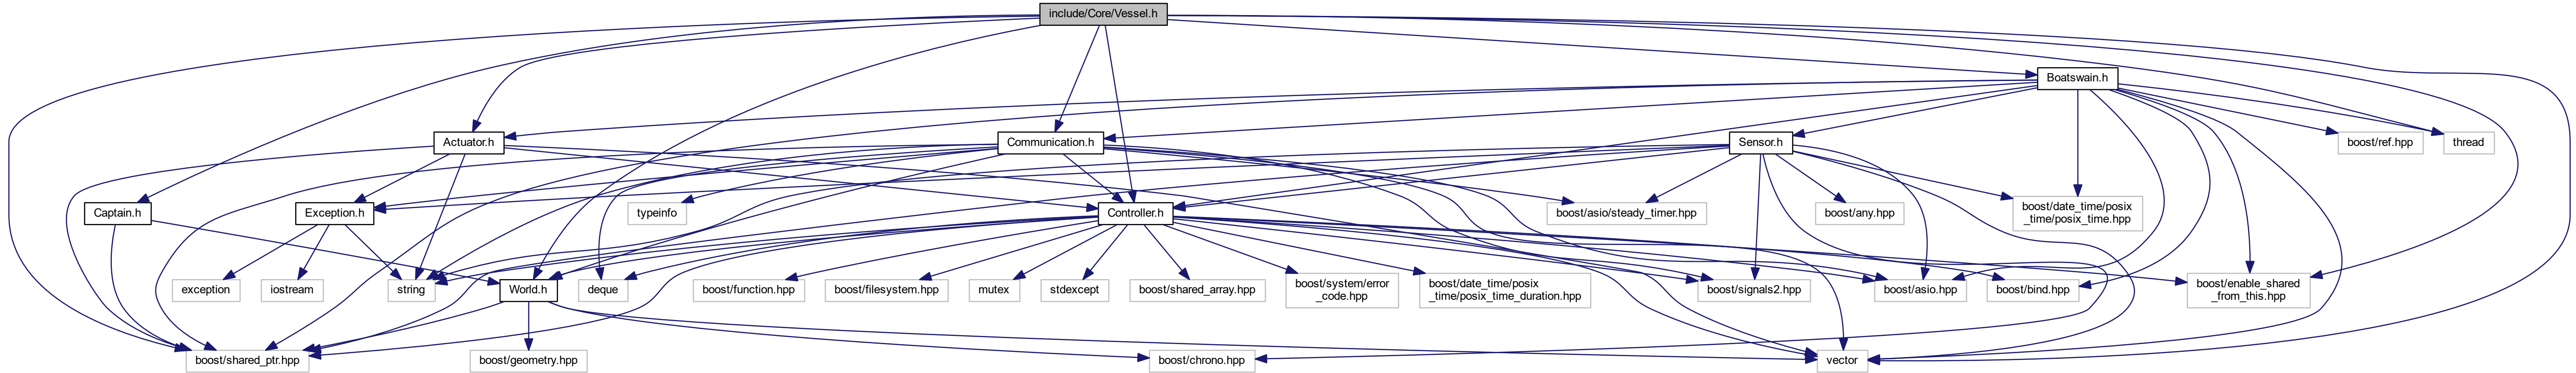 include/Core/Vessel.h
Boatswain.h
Actuator.h
Communication.h
Sensor.h
boost/ref.hpp
thread
Captain.h
Exception.h
typeinfo
Controller.h
boost/asio/steady_timer.hpp
boost/any.hpp
boost/date_time/posix
_time/posix_time.hpp
exception
iostream
string
World.h
deque
boost/function.hpp
boost/filesystem.hpp
mutex
stdexcept
boost/shared_array.hpp
boost/system/error
_code.hpp
boost/date_time/posix
_time/posix_time_duration.hpp
boost/signals2.hpp
boost/asio.hpp
boost/bind.hpp
boost/enable_shared
_from_this.hpp
boost/shared_ptr.hpp
boost/geometry.hpp
boost/chrono.hpp
vector